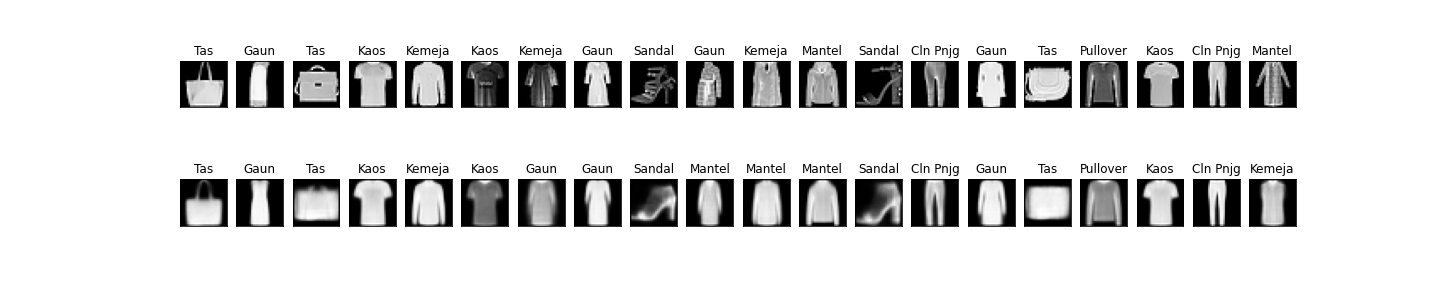 Tas Gaun Tas Kaos Kemeja Kaos Kemeja Gaun Sandal Gaun Kemeja Mantel Sandal Cln Pnjg Gaun Tas Pullover Kaos Cln Pnjg Mantel
Tas Gaun Tas Kaos Kemeja Kaos Gaun Gaun Sandal Mantel Mantel Mantel Sandal Cln Pnjg Gaun Tas Pullover Kaos Cln Pnjg Kemeja